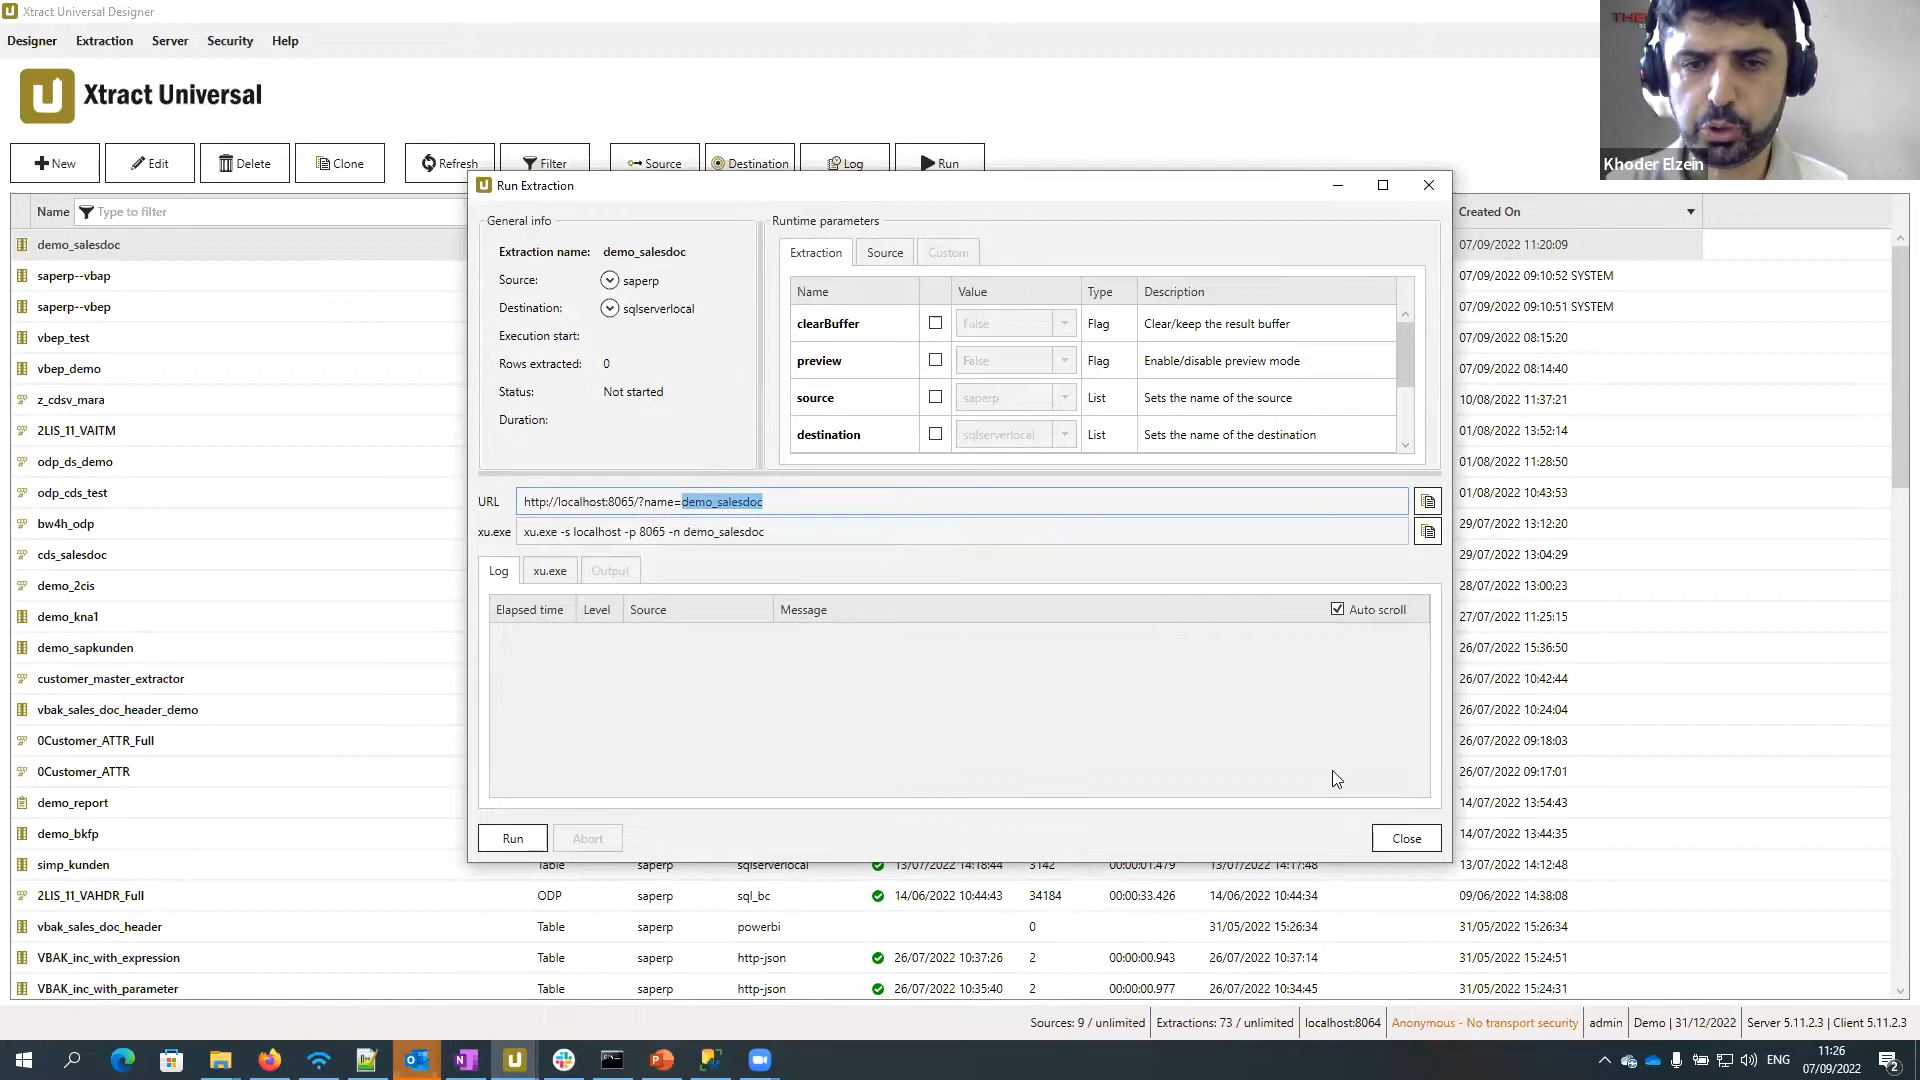 Xtract Universal Designer
Designer Extraction Server Security Help
Xtract Universal
New Edit Delete Clone Refresh Filter Source Destination Log Run
Khoder Elzein
Run Extraction
Name Type to filter
Created On
General info
Extraction name: demo_salesdoc
Source: saperp
Destination: sqlserverlocal
Execution start:
Rows extracted: 0
Status: Not started
Duration:
Runtime parameters
Extraction Source Custom
Name Value Type Description
clearBuffer False Flag Clear/keep the result buffer
preview False Flag Enable/disable preview mode
source saperp List Sets the name of the source
destination sqlserverlocal List Sets the name of the destination
URL http://localhost:8065/?name=demo_salesdoc
xu.exe xu.exe -s localhost -p 8065 -n demo_salesdoc
Log xu.exe Output
Elapsed time Level Source Message Auto scroll
Run Abort Close
demo_salesdoc 07/09/2022 11:20:09
saperp--vbap 07/09/2022 09:10:52 SYSTEM
saperp--vbep 07/09/2022 09:10:51 SYSTEM
vbep_test 07/09/2022 08:15:20
vbep_demo 07/09/2022 08:14:40
z_cdsv_mara 10/08/2022 11:37:21
2LIS_11_VAITM 01/08/2022 13:52:14
odp_ds_demo 01/08/2022 11:28:50
odp_cds_test 01/08/2022 10:43:53
bw4h_odp 29/07/2022 13:12:20
cds_salesdoc 29/07/2022 13:04:29
demo_2cis 28/07/2022 13:00:23
demo_kna1 27/07/2022 11:25:15
demo_sapkunden 26/07/2022 15:36:50
customer_master_extractor 26/07/2022 10:42:44
vbak_sales_doc_header_demo 26/07/2022 10:24:04
0Customer_ATTR_Full 26/07/2022 09:18:03
0Customer_ATTR 26/07/2022 09:17:01
demo_report 14/07/2022 13:54:43
demo_bkfp 14/07/2022 13:44:35
simp_kunden Table saperp sqlserverlocal 13/07/2022 14:18:44 3142 00:00:01.479 13/07/2022 14:17:48 13/07/2022 14:12:48
2LIS_11_VAHDR_Full ODP saperp sql_bc 14/06/2022 10:44:43 34184 00:00:33.426 14/06/2022 10:44:34 09/06/2022 14:38:08
vbak_sales_doc_header Table saperp powerbi 0 31/05/2022 15:26:34 31/05/2022 15:26:34
VBAK_inc_with_expression Table saperp http-json 26/07/2022 10:37:26 2 00:00:00.943 26/07/2022 10:37:14 31/05/2022 15:24:51
VBAK_inc_with_parameter Table saperp http-json 26/07/2022 10:35:40 2 00:00:00.977 26/07/2022 10:34:45 31/05/2022 15:24:31
Sources: 9 / unlimited Extractions: 73 / unlimited localhost:8064 Anonymous - No transport security admin Demo | 31/12/2022 Server 5.11.2.3 | Client 5.11.2.3
ENG 11:26
07/09/2022 2